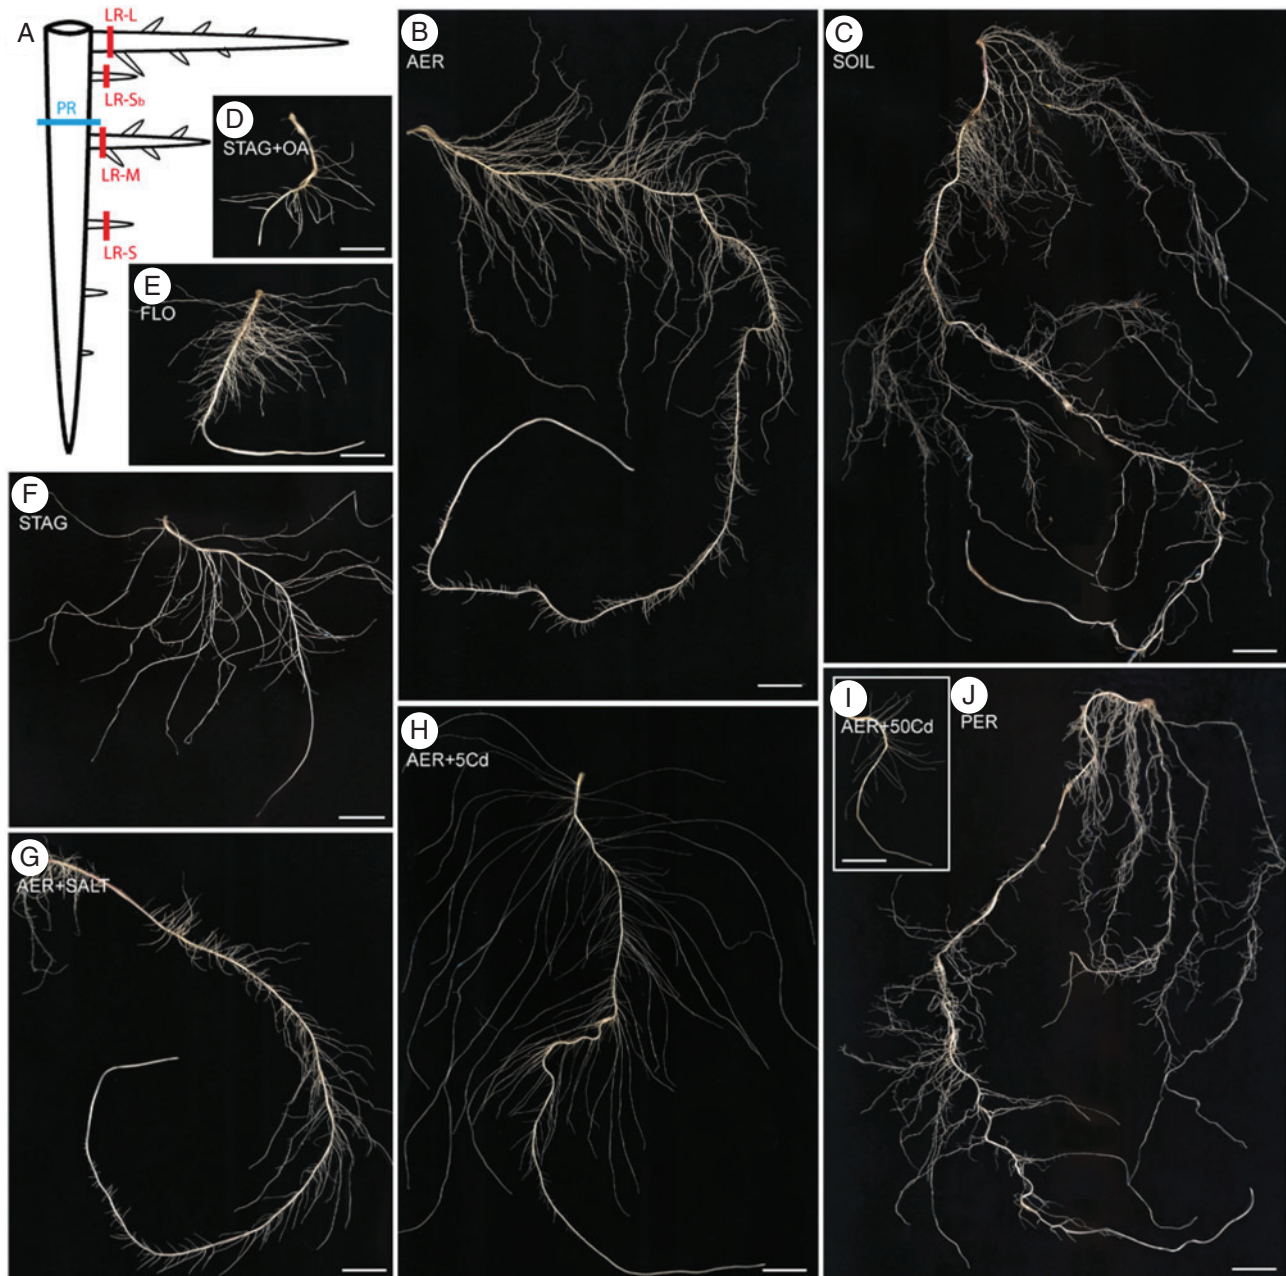 A
LR-L
LR-Sb
PR
LR-M
LR-S
B
AER
C
SOIL
D
STAG+OA
E
FLO
F
STAG
G
AER+SALT
H
AER+5Cd
I
AER+50Cd
J
PER